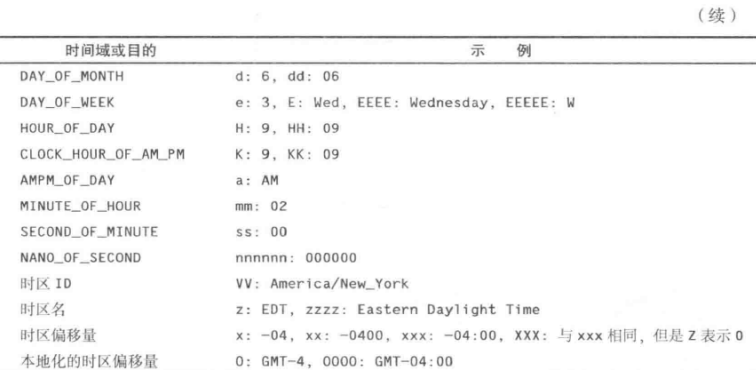 （续）
时间域或目的 示 例
DAY_OF_MONTH d: 6, dd: 06
DAY_OF_WEEK e: 3, E: Wed, EEEE: Wednesday, EEEEE: W
HOUR_OF_DAY H: 9, HH: 09
CLOCK_HOUR_OF_AM_PM K: 9, KK: 09
AMPM_OF_DAY a: AM
MINUTE_OF_HOUR mm: 02
SECOND_OF_MINUTE ss: 00
NANO_OF_SECOND nnnnnn: 000000
时区 ID VV: America/New_York
时区名 z: EDT, zzzz: Eastern Daylight Time
时区偏移量 x: -04, xx: -0400, xxx: -04:00, XXX: 与 xxx 相同, 但是 Z 表示 0
本地化的时区偏移量 O: GMT-4, OOOO: GMT-04:00